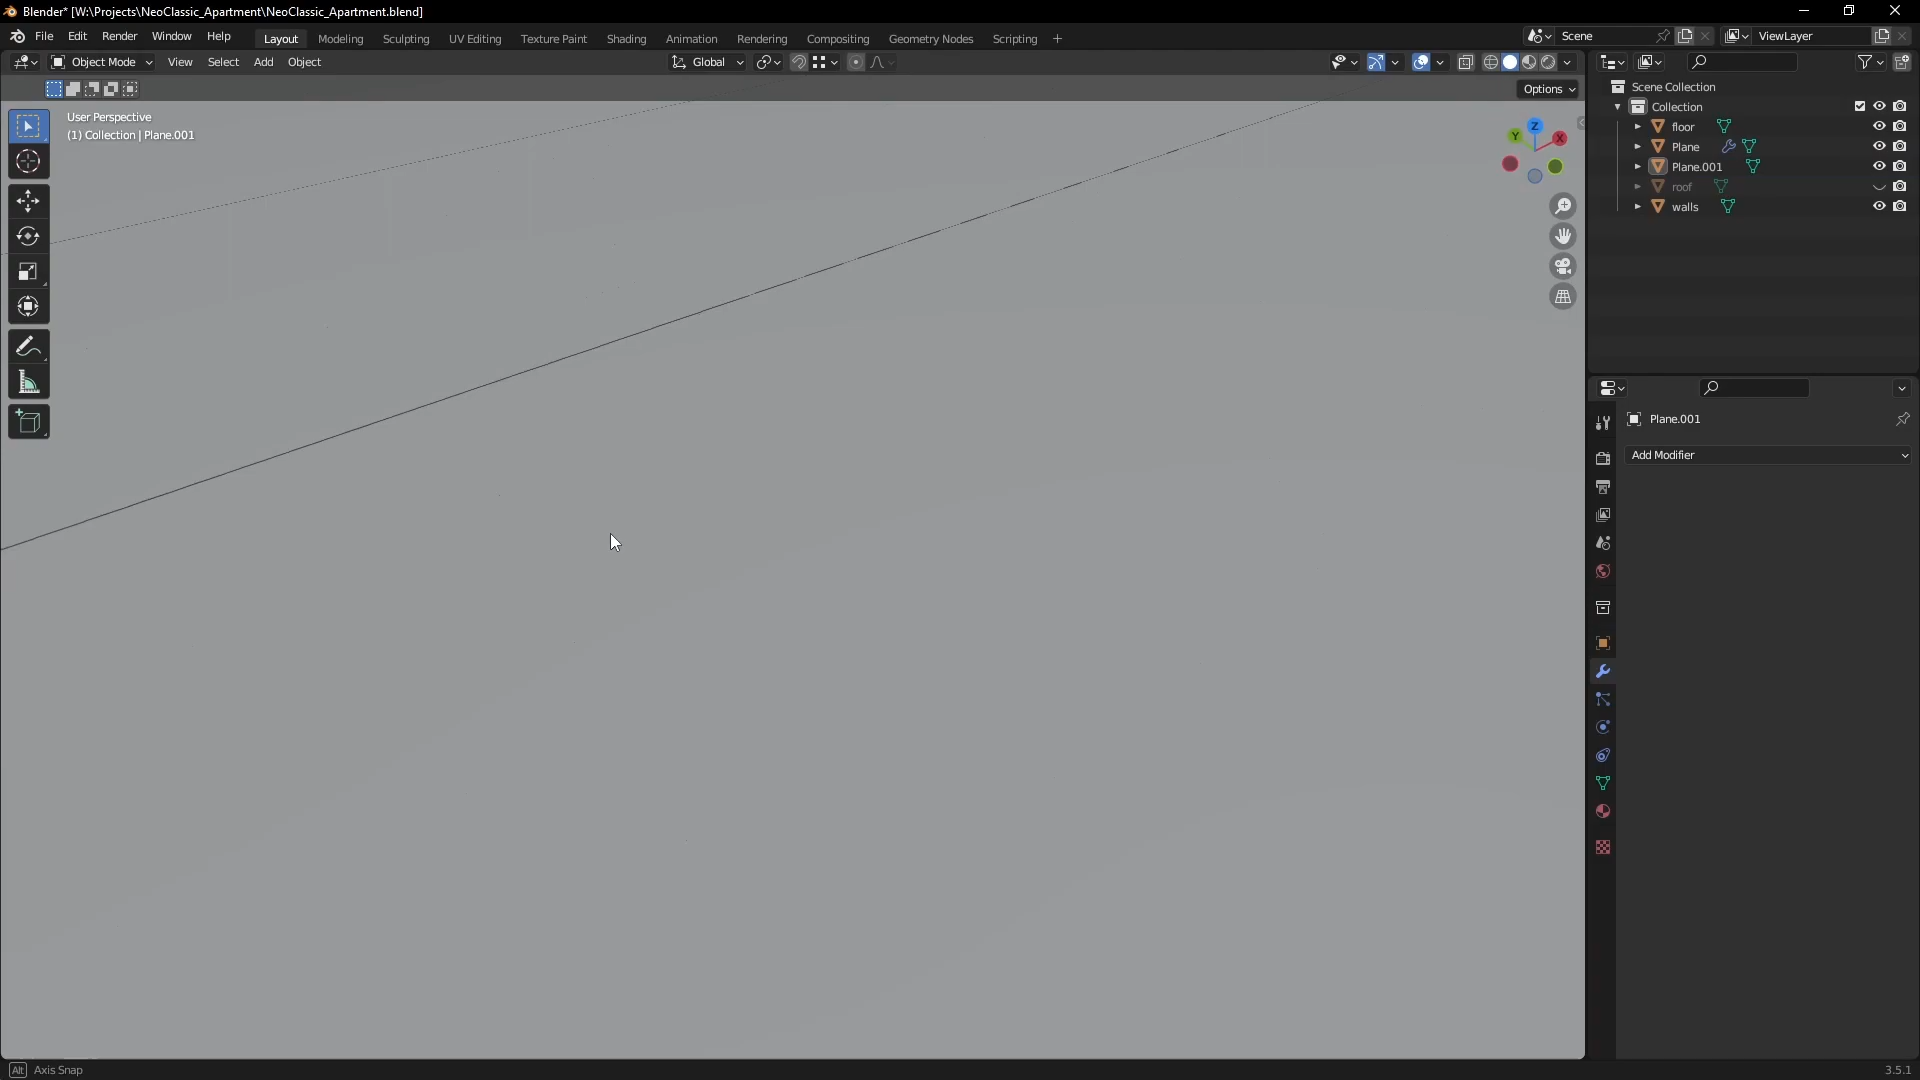 Blender* [W:\Projects\NeoClassic_Apartment\NeoClassic_Apartment.blend]
File Edit Render Window Help Layout Modeling Sculpting UV Editing Texture Paint Shading Animation Rendering Compositing Geometry Nodes Scripting + Scene ViewLayer
Object Mode View Select Add Object Global
Options
User Perspective
(1) Collection | Plane.001
Z
Y
X
Scene Collection
Collection
floor
Plane
Plane.001
roof
walls
Plane.001
Add Modifier
Alt Axis Snap
3.5.1